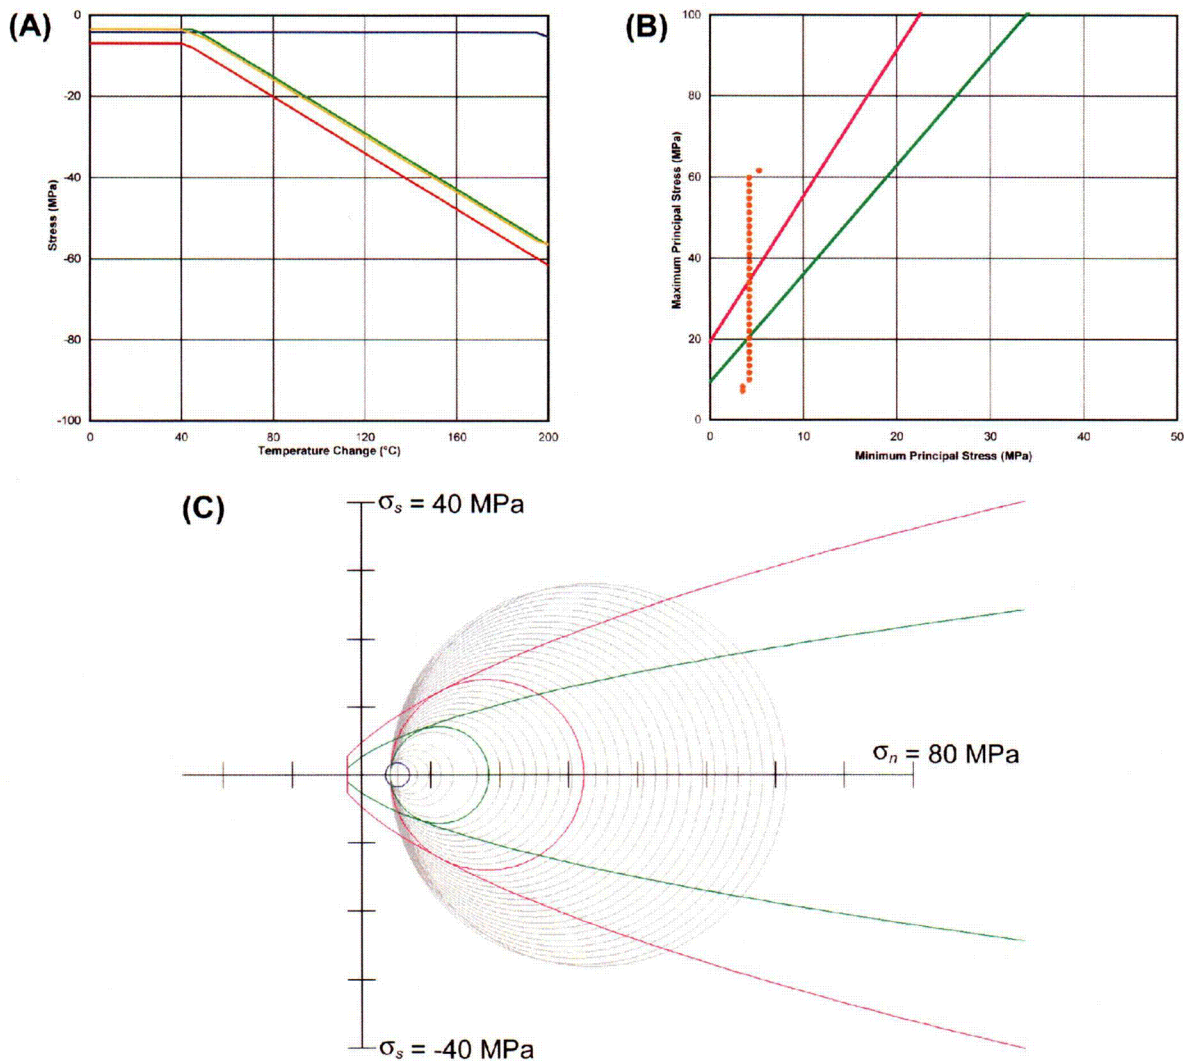 (A)
0
-20
-40
-60
-80
-100
Stress (MPa)
0 40 80 120 160 200
Temperature Change (°C)
(B)
100
80
60
40
20
0
Maximum Principal Stress (MPa)
0 10 20 30 40 50
Minimum Principal Stress (MPa)
(C)
σs = 40 MPa
σn = 80 MPa
σs = -40 MPa